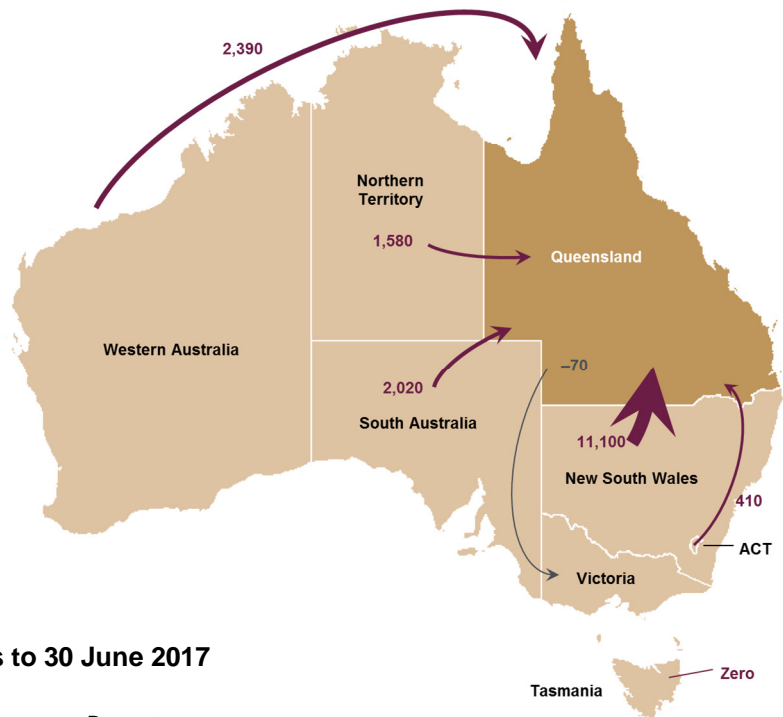 2,390
Northern
Territory
1,580
Queensland
Western Australia
–70
2,020
South Australia
11,100
New South Wales
410
ACT
Victoria
s to 30 June 2017
Zero
Tasmania